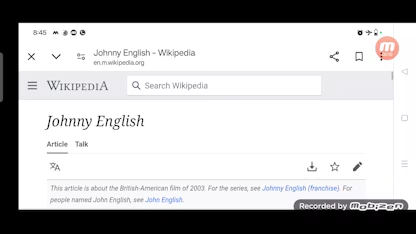 8:45
Johnny English - Wikipedia
en.m.wikipedia.org
WIKIPEDIA
Search Wikipedia
Johnny English
Article Talk
This article is about the British-American film of 2003. For the series, see Johnny English (franchise). For
people named John English, see John English.
Recorded by Mobizen